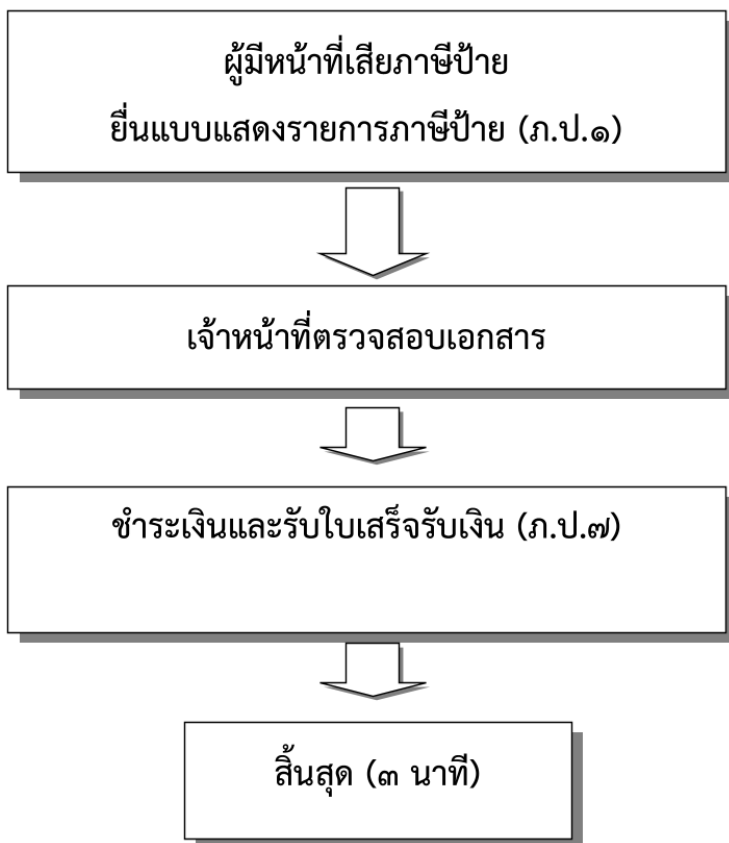 ผู้มีหน้าที่เสียภาษีป้าย
ยื่นแบบแสดงรายการภาษีป้าย (ภ.ป.๑)
เจ้าหน้าที่ตรวจสอบเอกสาร
ชำระเงินและรับใบเสร็จรับเงิน (ภ.ป.๗)
สิ้นสุด (๓ นาที)